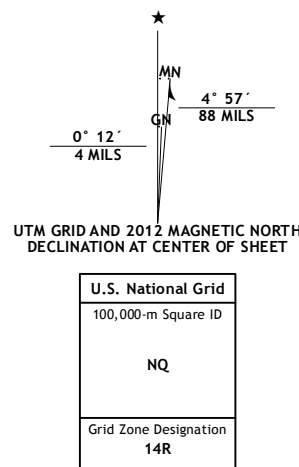 MN
4° 57´
88 MILS
GN
0° 12´
4 MILS
UTM GRID AND 2012 MAGNETIC NORTH
DECLINATION AT CENTER OF SHEET
U.S. National Grid
100,000-m Square ID
NQ
Grid Zone Designation
14R